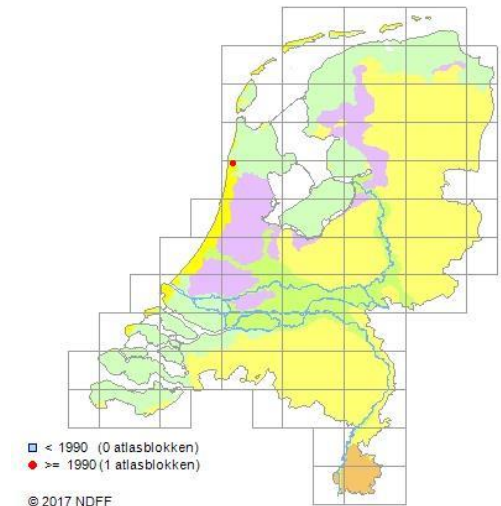 < 1990 (0 atlasblokken)
>= 1990 (1 atlasblokken)
© 2017 NDFF